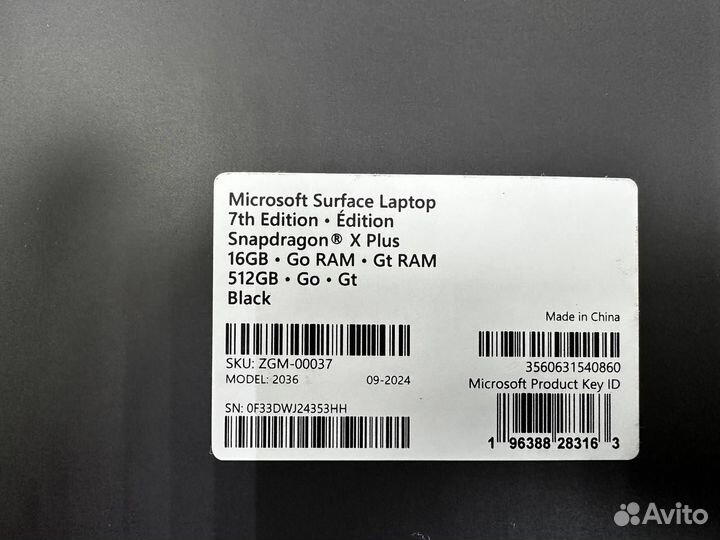 Microsoft Surface Laptop
7th Edition • Édition
Snapdragon® X Plus
16GB • Go RAM • Gt RAM
512GB • Go • Gt
Black
Made in China
SKU: ZGM-00037
MODEL: 2036 09-2024
SN: 0F33DWJ24353HH
3560631540860
Microsoft Product Key ID
1 96388 28316 3
Avito